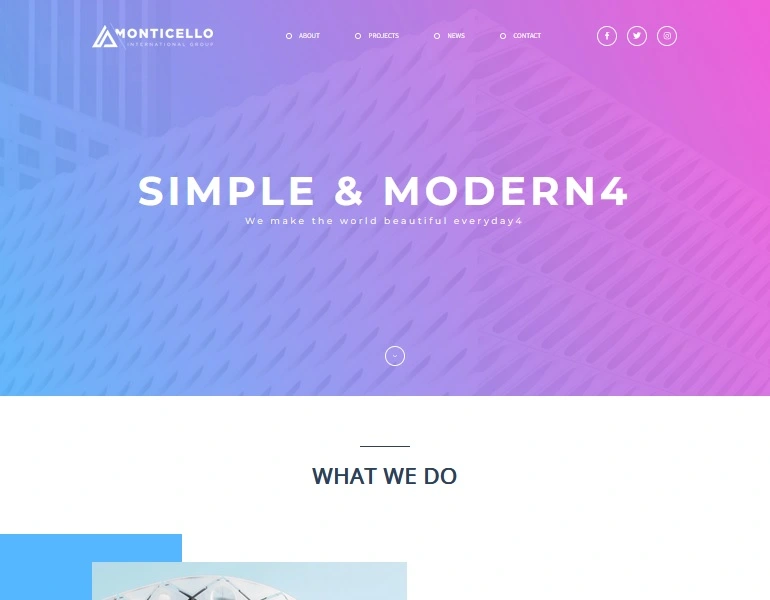 MONTICELLO
INTERNATIONAL GROUP
ABOUT
PROJECTS
NEWS
CONTACT
SIMPLE & MODERN4
We make the world beautiful everyday4
WHAT WE DO